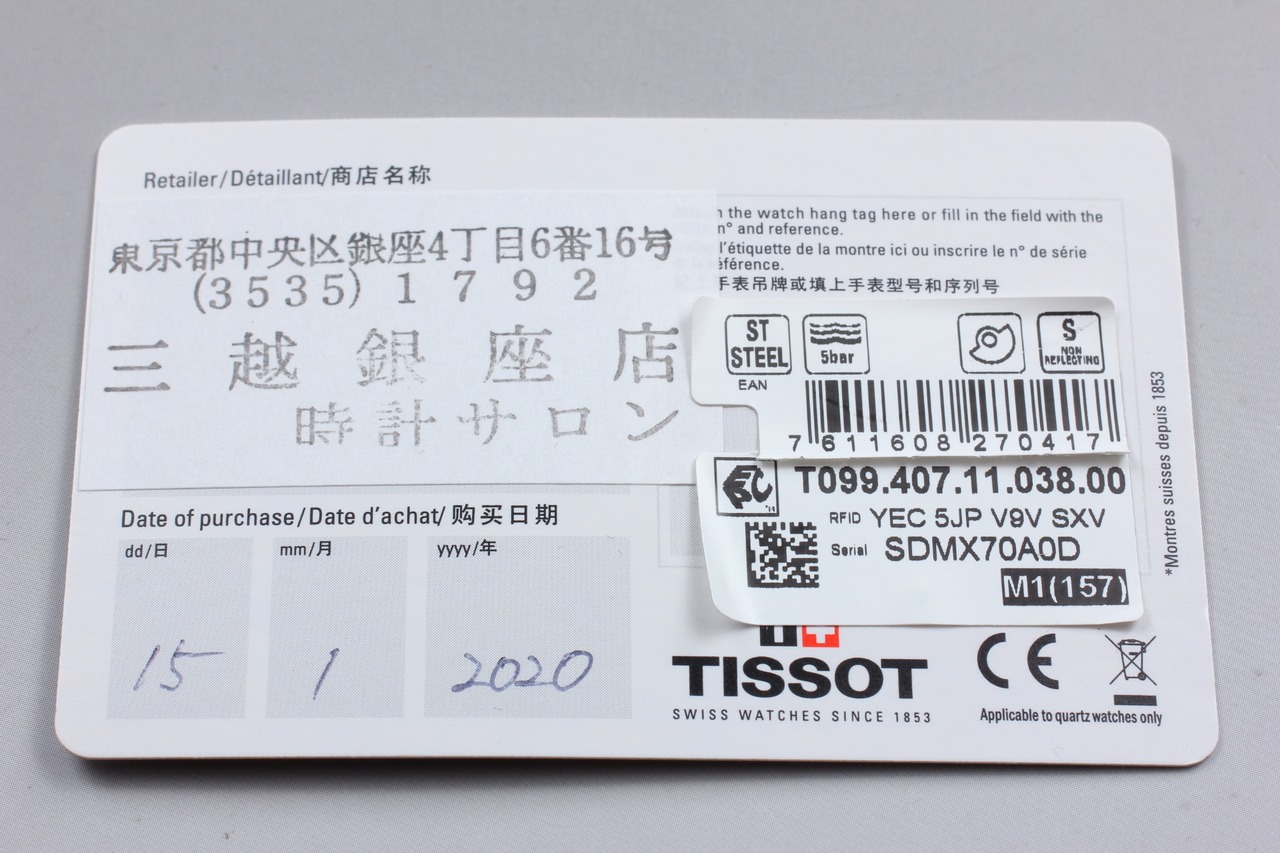 Retailer/Détaillant/商店名称
東京都中央区銀座4丁目6番16号
(3535)1792
三越銀座店
時計サロン
n the watch hang tag here or fill in the field with the
n° and reference.
l'étiquette de la montre ici ou inscrire le n° de série
éférence.
手表吊牌或填上手表型号和序列号
ST
STEEL
5bar
S
NON
REFLECTING
EAN
7 611608 270417
T099.407.11.038.00
RFID YEC 5JP V9V SXV
Serial SDMX70A0D
M1(157)
*Montres suisses depuis 1853
Date of purchase/Date d'achat/购买日期
dd/日 mm/月 yyyy/年
15 1 2020
TISSOT
SWISS WATCHES SINCE 1853
CE
Applicable to quartz watches only